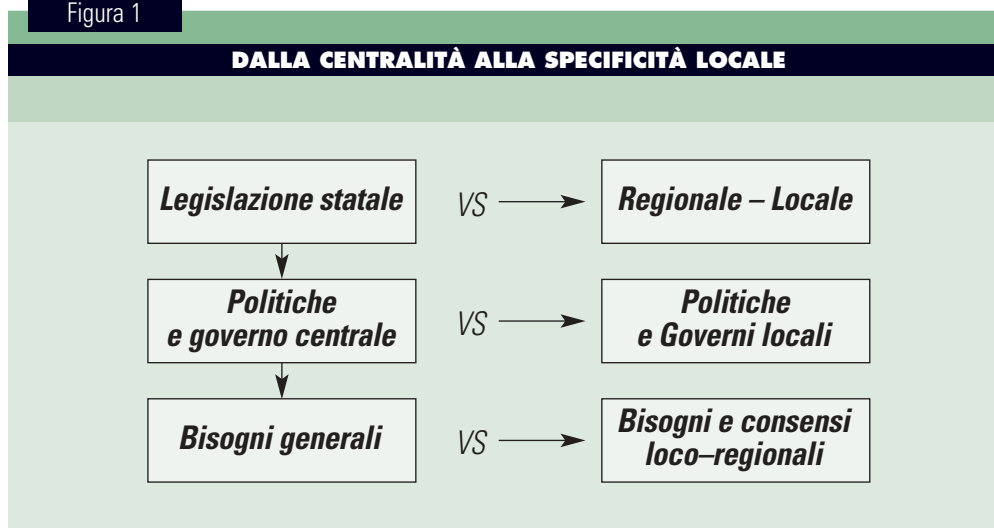 Figura 1
DALLA CENTRALITÀ ALLA SPECIFICITÀ LOCALE
Legislazione statale
VS
Regionale – Locale
Politiche
e governo centrale
VS
Politiche
e Governi locali
Bisogni generali
VS
Bisogni e consensi
loco–regionali